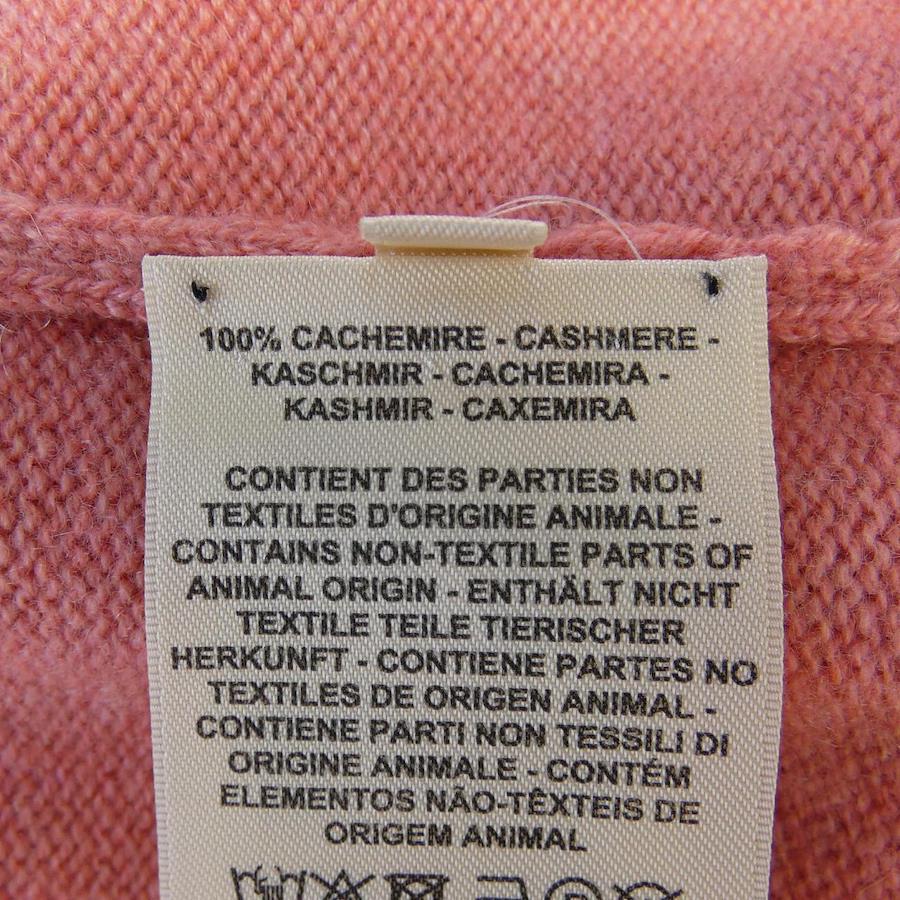 100% CACHEMIRE - CASHMERE -
KASCHMIR - CACHEMIRA -
KASHMIR - CAXEMIRA
CONTIENT DES PARTIES NON
TEXTILES D'ORIGINE ANIMALE -
CONTAINS NON-TEXTILE PARTS OF
ANIMAL ORIGIN - ENTHÄLT NICHT
TEXTILE TEILE TIERISCHER
HERKUNFT - CONTIENE PARTES NO
TEXTILES DE ORIGEN ANIMAL -
CONTIENE PARTI NON TESSILI DI
ORIGINE ANIMALE - CONTÉM
ELEMENTOS NÃO-TÊXTEIS DE
ORIGEM ANIMAL